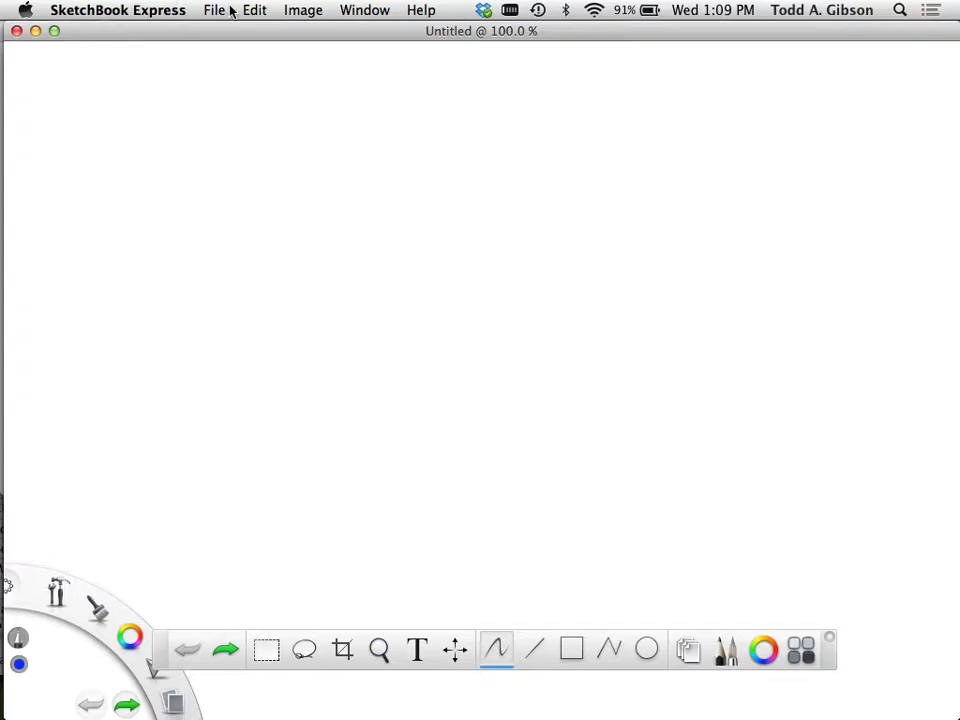 SketchBook Express File Edit Image Window Help 91% Wed 1:09 PM Todd A. Gibson
Untitled @ 100.0 %
T